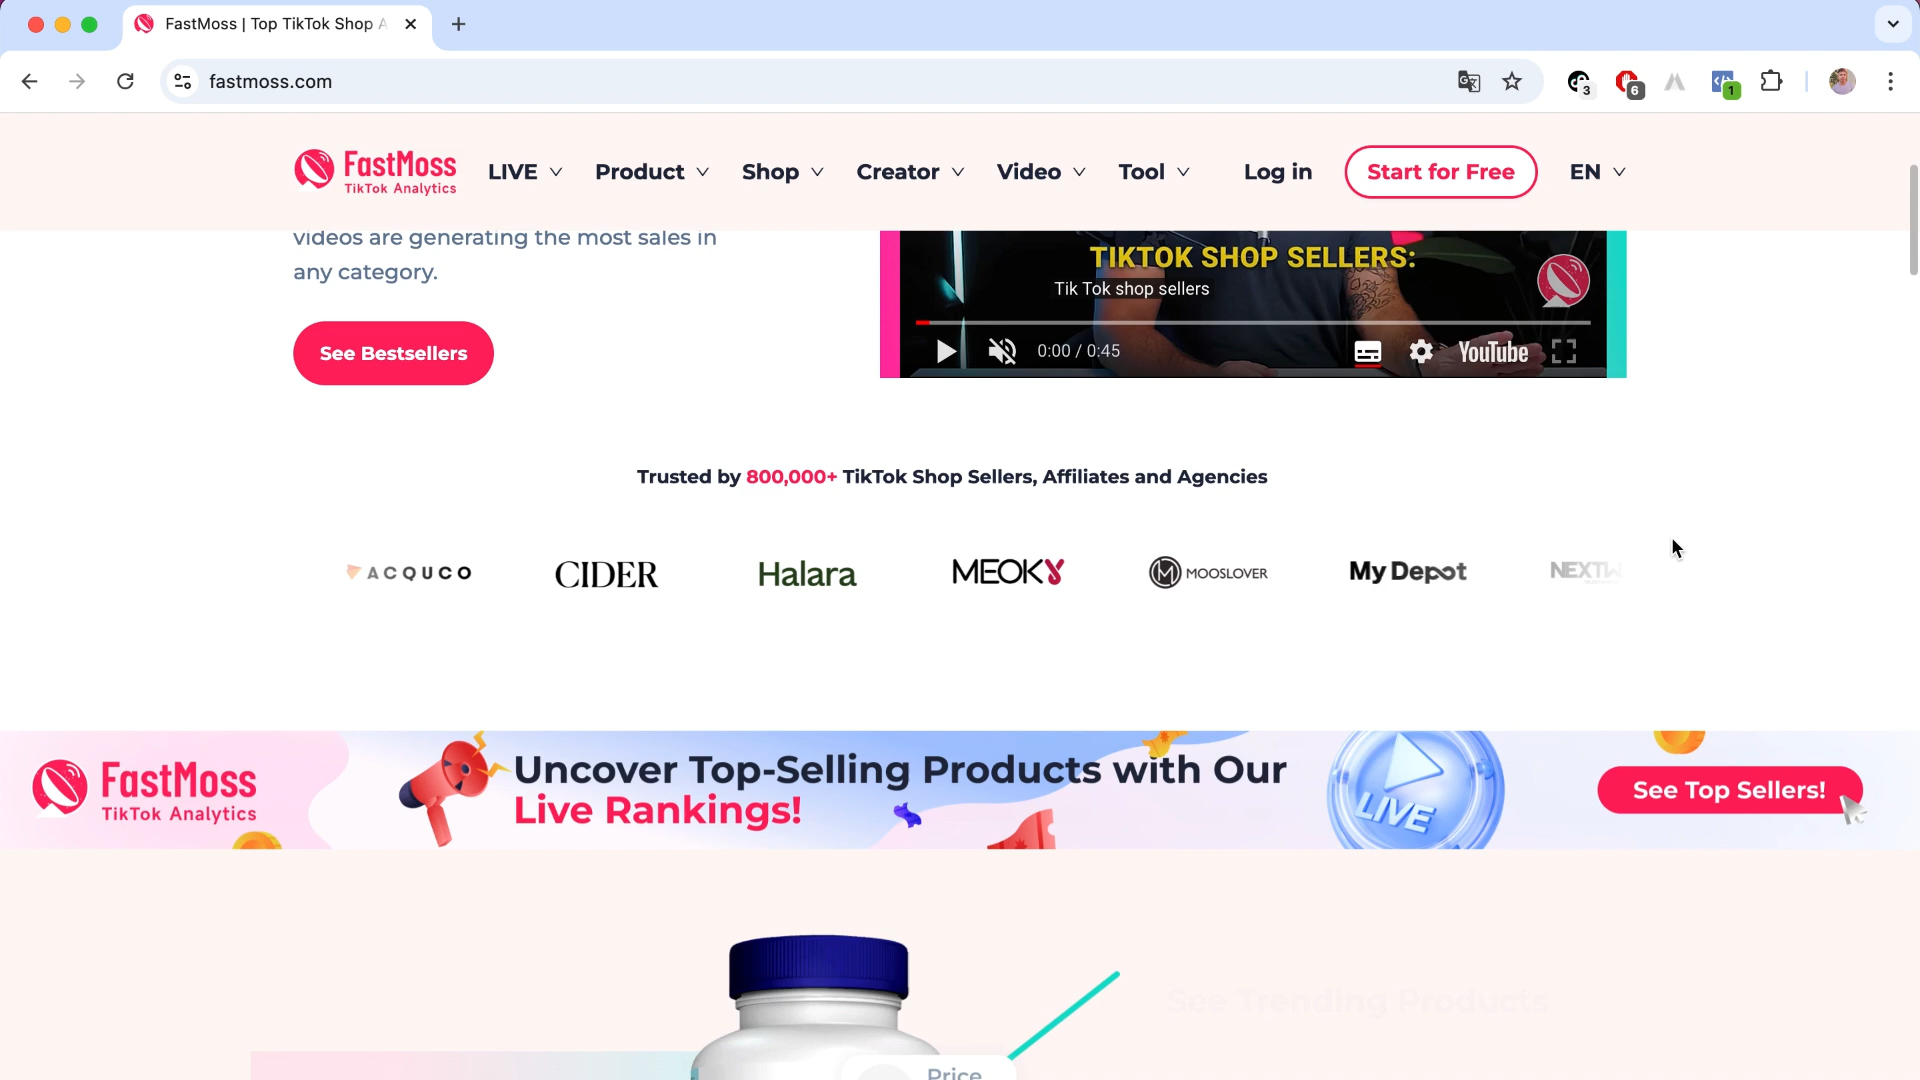 FastMoss | Top TikTok Shop A
fastmoss.com
3
6
1
FastMoss
TikTok Analytics
LIVE
Product
Shop
Creator
Video
Tool
Log in
Start for Free
EN
videos are generating the most sales in
any category.
See Bestsellers
TIKTOK SHOP SELLERS:
Tik Tok shop sellers
0:00 / 0:45
YouTube
Trusted by 800,000+ TikTok Shop Sellers, Affiliates and Agencies
ACQUCO
CIDER
Halara
MEOKY
MOOSLOVER
My Depot
NEXTW
FastMoss
TikTok Analytics
Uncover Top-Selling Products with Our
Live Rankings!
LIVE
See Top Sellers!
See Trending Products
Price